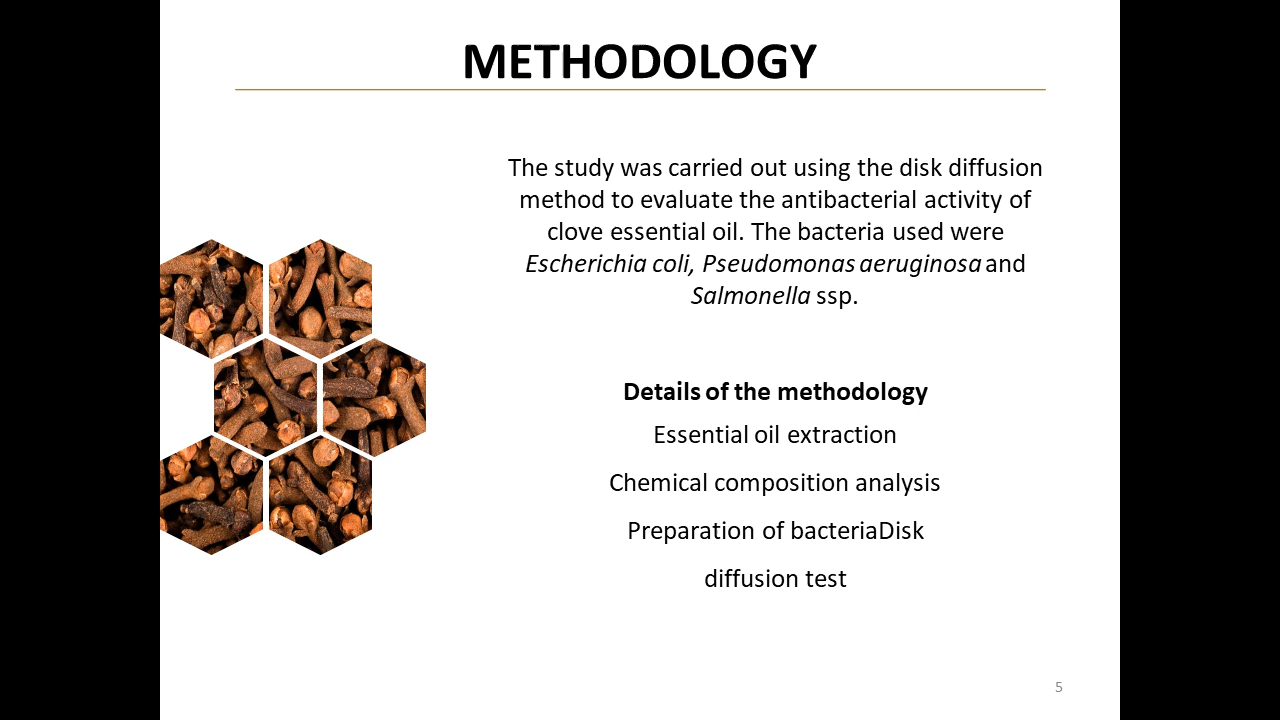 METHODOLOGY
The study was carried out using the disk diffusion
method to evaluate the antibacterial activity of
clove essential oil. The bacteria used were
Escherichia coli, Pseudomonas aeruginosa and
Salmonella ssp.
Details of the methodology
Essential oil extraction
Chemical composition analysis
Preparation of bacteriaDisk
diffusion test
5